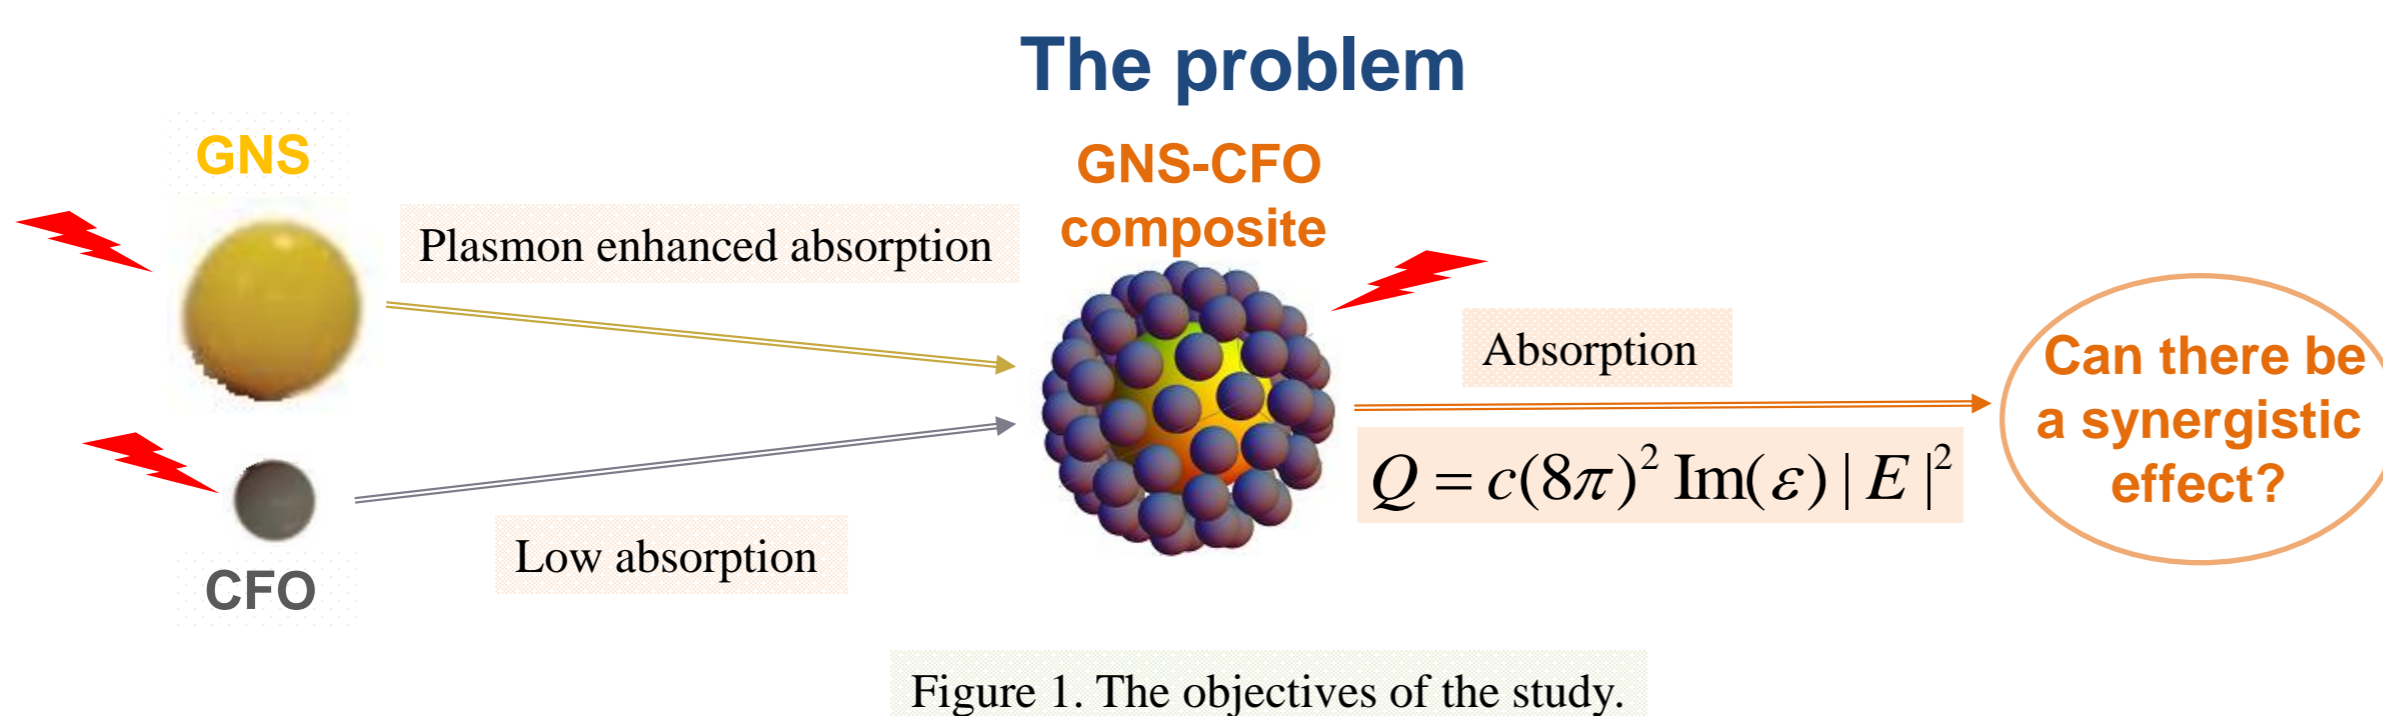 The problem
GNS
Plasmon enhanced absorption
GNS-CFO
composite
Absorption
Q = c(8π)² Im(ε) | E |²
Can there be
a synergistic
effect?
Low absorption
CFO
Figure 1. The objectives of the study.